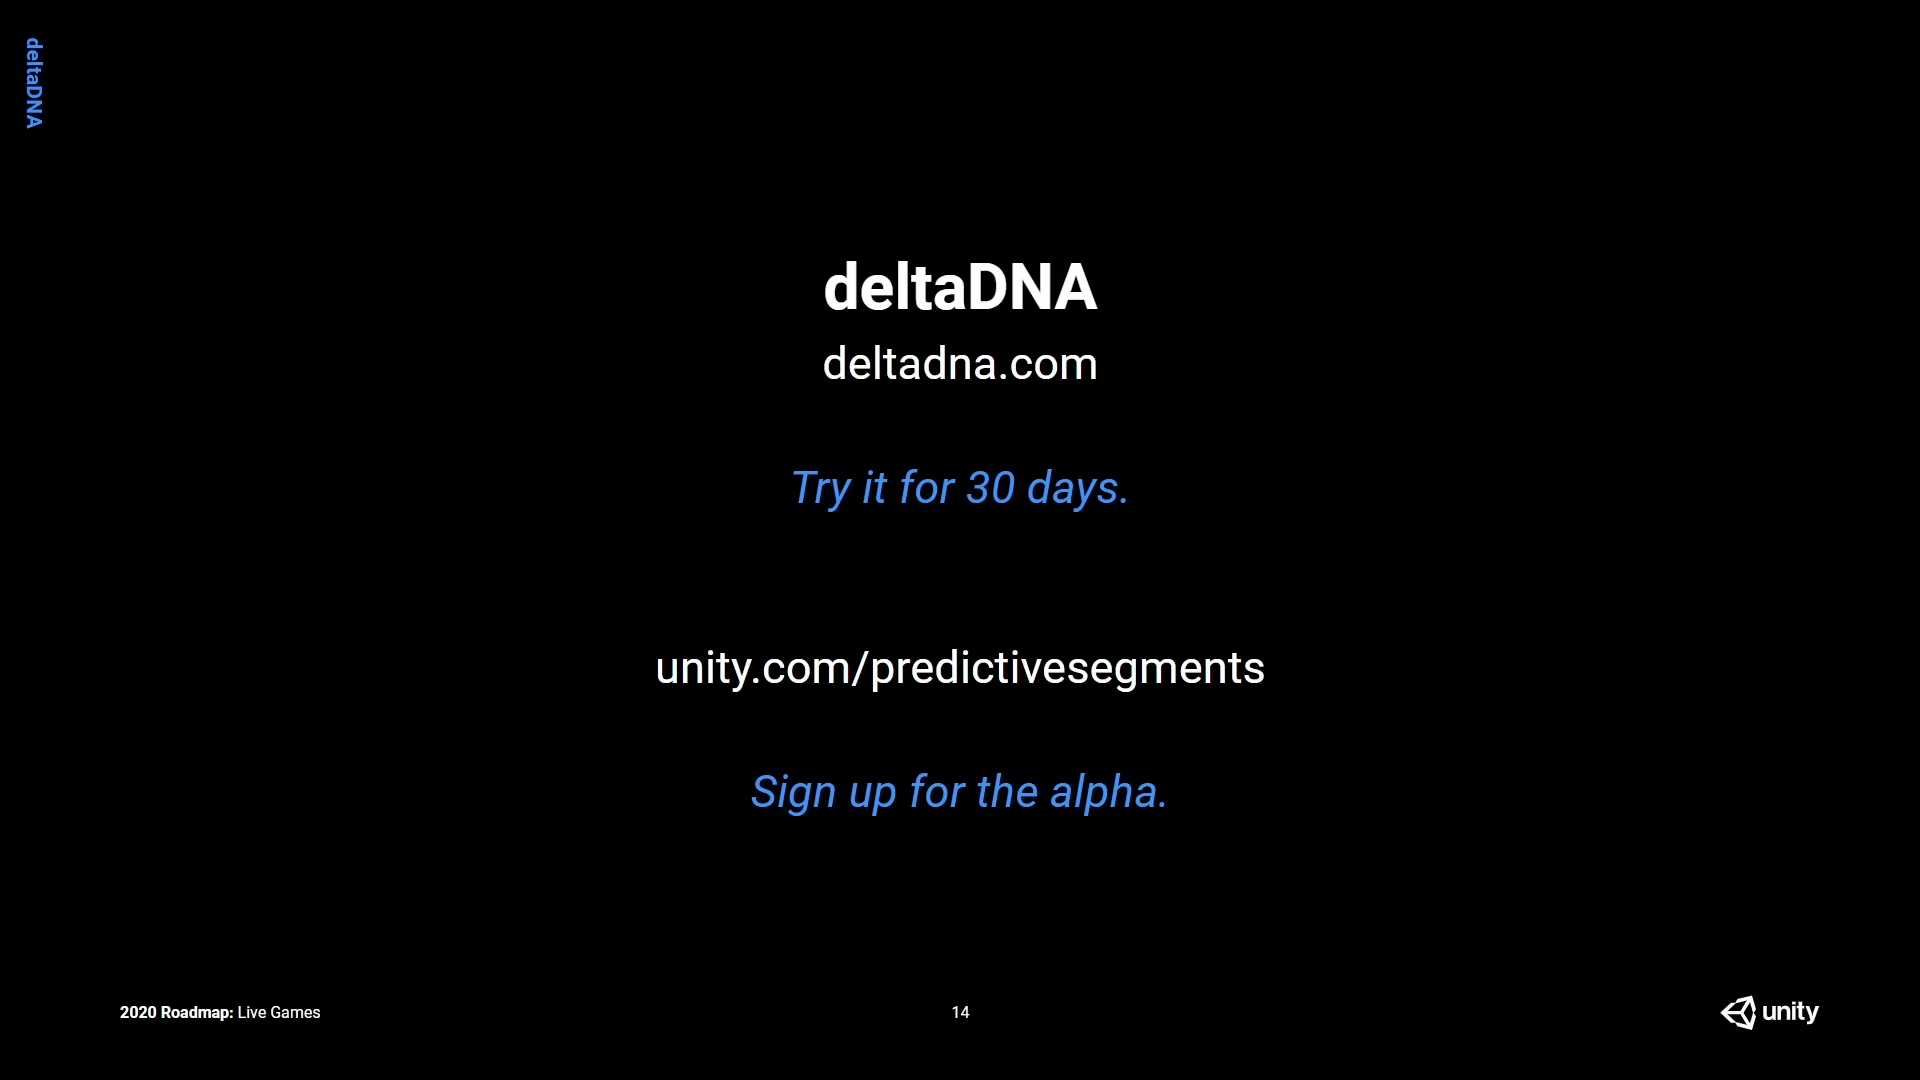 deltaDNA
deltaDNA
deltadna.com
Try it for 30 days.
unity.com/predictivesegments
Sign up for the alpha.
2020 Roadmap: Live Games
14
unity